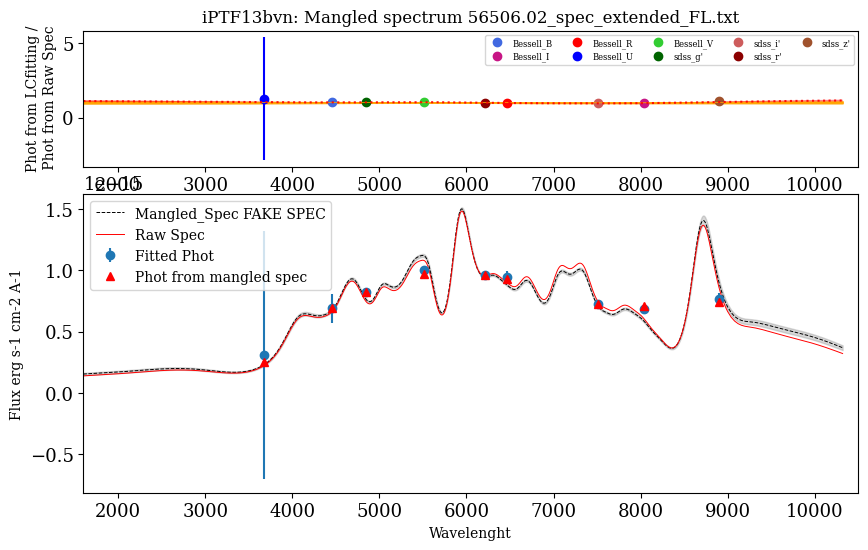 iPTF13bvn: Mangled spectrum 56506.02_spec_extended_FL.txt
Phot from LCfitting /
Phot from Raw Spec
5
0
Bessell_B Bessell_R Bessell_V sdss_i' sdss_z'
Bessell_I Bessell_U sdss_g' sdss_r'
2000 3000 4000 5000 6000 7000 8000 9000 10000
1e−15
Mangled_Spec FAKE SPEC
Raw Spec
Fitted Phot
Phot from mangled spec
Flux erg s-1 cm-2 A-1
1.5
1.0
0.5
0.0
−0.5
2000 3000 4000 5000 6000 7000 8000 9000 10000
Wavelenght